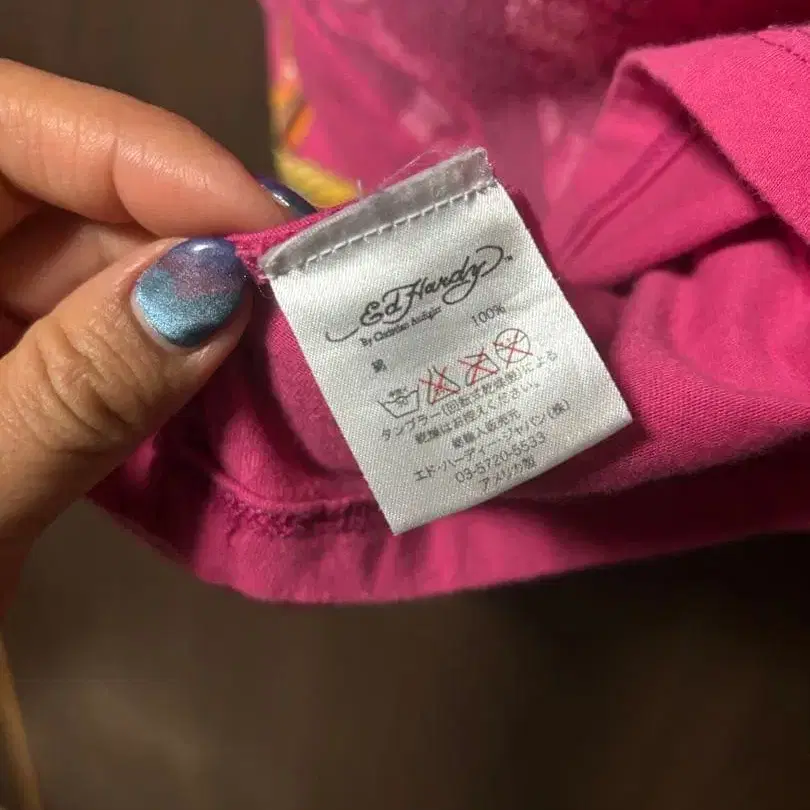 Ed Hardy™
By Christian Audigier
綿 100%
タンブラー(回転式乾燥機)による
乾燥はお控えください。
総輸入販売元
エド・ハーディー・ジャパン(株)
03-5720-5533
アメリカ製